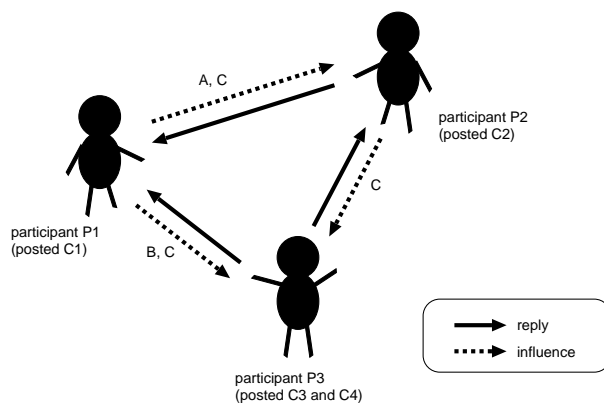 A, C
participant P2
(posted C2)
C
participant P1
(posted C1)
B, C
reply
influence
participant P3
(posted C3 and C4)